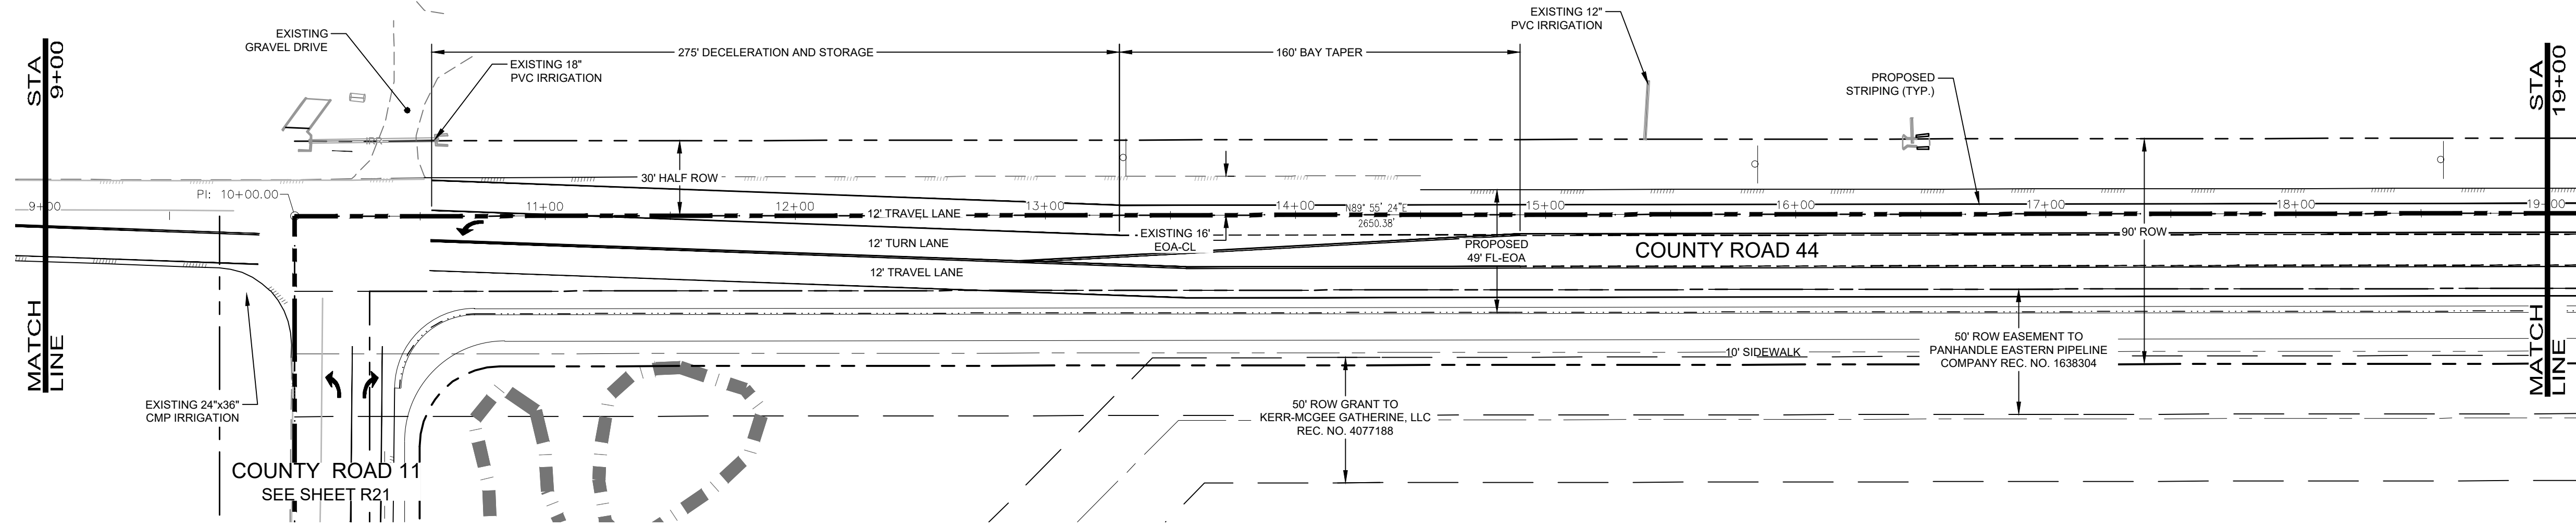 STA
9+00
MATCH
LINE
EXISTING
GRAVEL DRIVE
EXISTING 18"
PVC IRRIGATION
275' DECELERATION AND STORAGE
160' BAY TAPER
EXISTING 12"
PVC IRRIGATION
PROPOSED
STRIPING (TYP.)
STA
19+00
MATCH
LINE
30' HALF ROW
PI: 10+00.00
9+00
11+00
12+00
13+00
14+00
N89° 55' 24"E
2650.38'
15+00
16+00
17+00
18+00
19+00
12' TRAVEL LANE
12' TURN LANE
12' TRAVEL LANE
EXISTING 16'
EOA-CL
PROPOSED
49' FL-EOA
COUNTY ROAD 44
90' ROW
10' SIDEWALK
50' ROW EASEMENT TO
PANHANDLE EASTERN PIPELINE
COMPANY REC. NO. 1638304
50' ROW GRANT TO
KERR-MCGEE GATHERINE, LLC
REC. NO. 4077188
EXISTING 24"x36"
CMP IRRIGATION
COUNTY ROAD 11
SEE SHEET R21